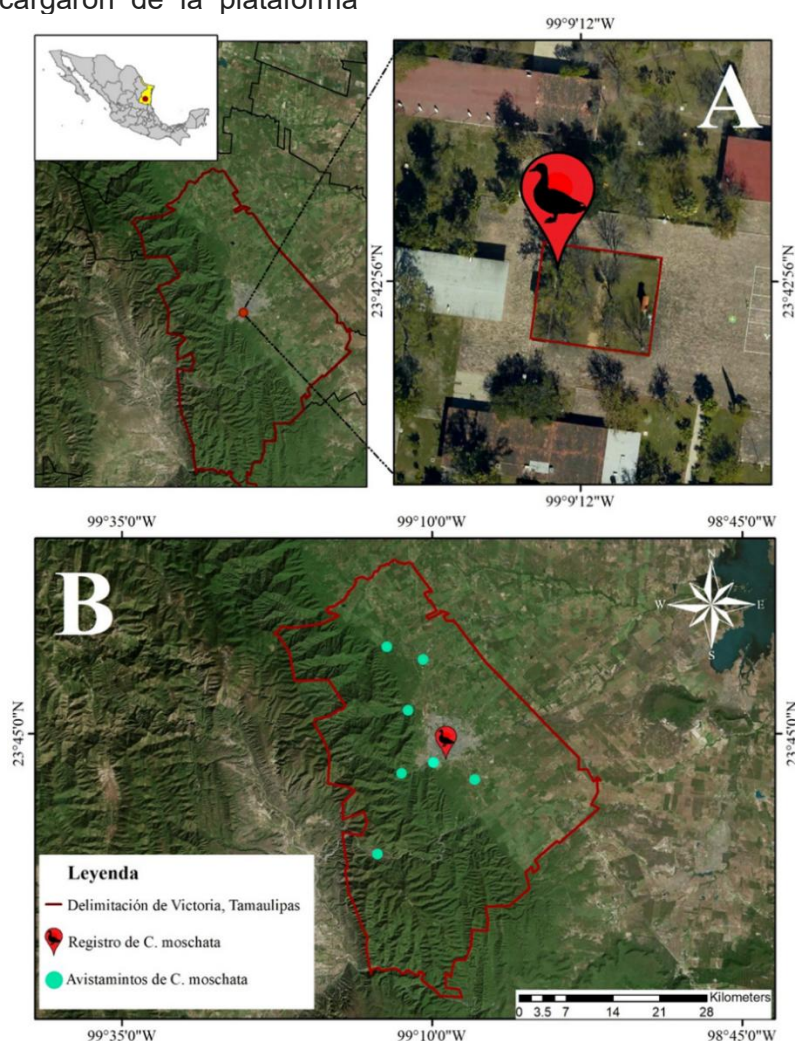 cargaron de la plataforma
99°9'12"W
A
23°42'56"N
23°42'56"N
99°9'12"W
99°35'0"W
99°10'0"W
98°45'0"W
B
N
W
E
S
23°45'0"N
23°45'0"N
Leyenda
Delimitación de Victoria, Tamaulipas
Registro de C. moschata
Avistamintos de C. moschata
Kilometers
0 3.5 7 14 21 28
99°35'0"W
99°10'0"W
98°45'0"W